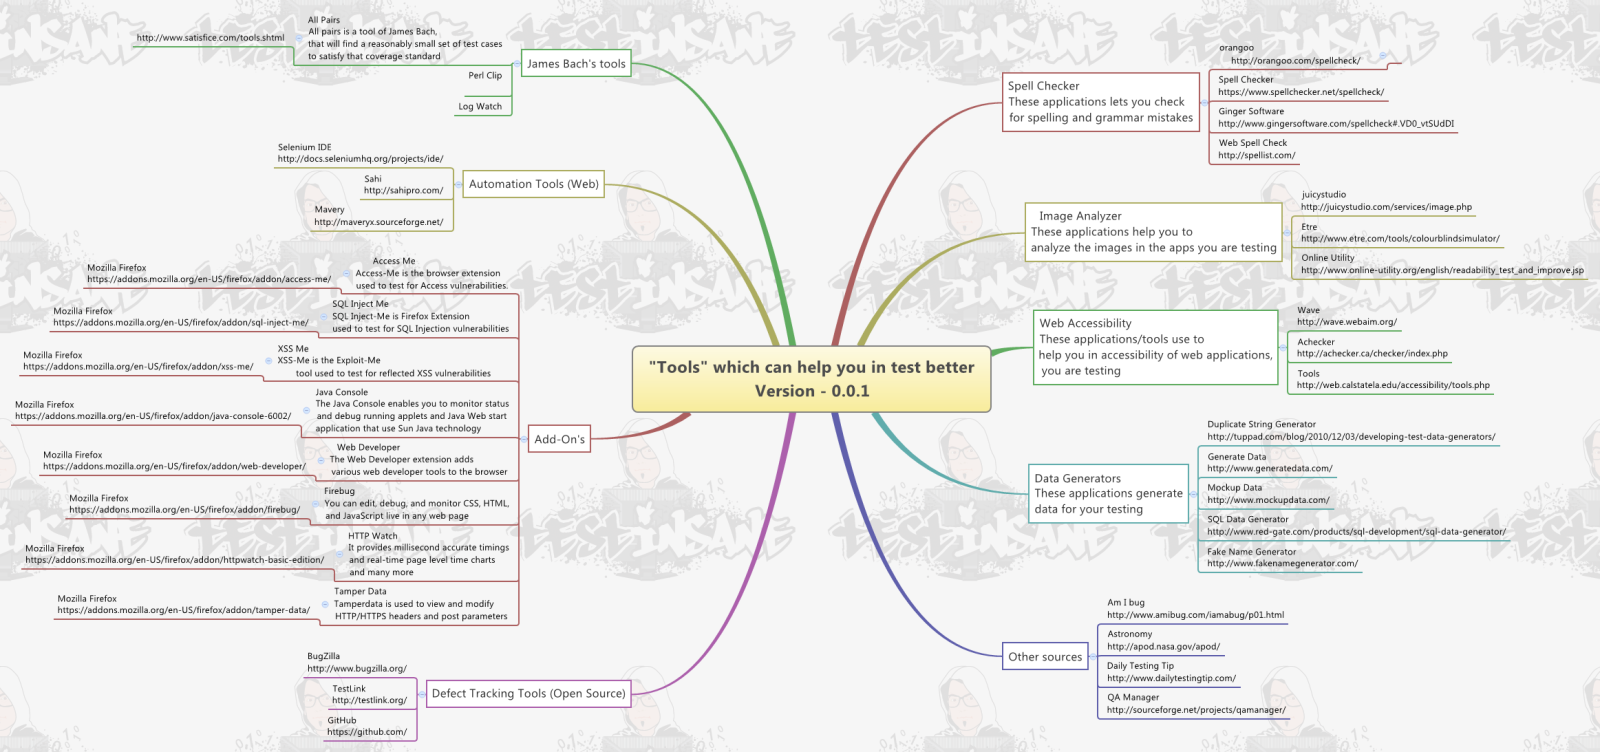 "Tools" which can help you in test better
Version - 0.0.1
James Bach's tools
All Pairs
All pairs is a tool of James Bach,
that will find a reasonably small set of test cases
to satisfy that coverage standard
http://www.satisfice.com/tools.shtml
Perl Clip
Log Watch
Automation Tools (Web)
Selenium IDE
http://docs.seleniumhq.org/projects/ide/
Sahi
http://sahipro.com/
Mavery
http://maveryx.sourceforge.net/
Add-On's
Access Me
Access-Me is the browser extension
used to test for Access vulnerabilities.
Mozilla Firefox
https://addons.mozilla.org/en-US/firefox/addon/access-me/
SQL Inject Me
SQL Inject-Me is Firefox Extension
used to test for SQL Injection vulnerabilities
Mozilla Firefox
https://addons.mozilla.org/en-US/firefox/addon/sql-inject-me/
XSS Me
XSS-Me is the Exploit-Me
tool used to test for reflected XSS vulnerabilities
Mozilla Firefox
https://addons.mozilla.org/en-US/firefox/addon/xss-me/
Java Console
The Java Console enables you to monitor status
and debug running applets and Java Web start
application that use Sun Java technology
Mozilla Firefox
https://addons.mozilla.org/en-US/firefox/addon/java-console-6002/
Web Developer
The Web Developer extension adds
various web developer tools to the browser
Mozilla Firefox
https://addons.mozilla.org/en-US/firefox/addon/web-developer/
Firebug
You can edit, debug, and monitor CSS, HTML,
and JavaScript live in any web page
Mozilla Firefox
https://addons.mozilla.org/en-US/firefox/addon/firebug/
HTTP Watch
It provides millisecond accurate timings
and real-time page level time charts
and many more
Mozilla Firefox
https://addons.mozilla.org/en-US/firefox/addon/httpwatch-basic-edition/
Tamper Data
Tamperdata is used to view and modify
HTTP/HTTPS headers and post parameters
Mozilla Firefox
https://addons.mozilla.org/en-US/firefox/addon/tamper-data/
Defect Tracking Tools (Open Source)
BugZilla
http://www.bugzilla.org/
TestLink
http://testlink.org/
GitHub
https://github.com/
Spell Checker
These applications lets you check
for spelling and grammar mistakes
orangoo
http://orangoo.com/spellcheck/
Spell Checker
https://www.spellchecker.net/spellcheck/
Ginger Software
http://www.gingersoftware.com/spellcheck#.VD0_vtSUdDI
Web Spell Check
http://spellist.com/
Image Analyzer
These applications help you to
analyze the images in the apps you are testing
juicystudio
http://juicystudio.com/services/image.php
Etre
http://www.etre.com/tools/colourblindsimulator/
Online Utility
http://www.online-utility.org/english/readability_test_and_improve.jsp
Web Accessibility
These applications/tools use to
help you in accessibility of web applications,
you are testing
Wave
http://wave.webaim.org/
Achecker
http://achecker.ca/checker/index.php
Tools
http://web.calstatela.edu/accessibility/tools.php
Data Generators
These applications generate
data for your testing
Duplicate String Generator
http://tuppad.com/blog/2010/12/03/developing-test-data-generators/
Generate Data
http://www.generatedata.com/
Mockup Data
http://www.mockupdata.com/
SQL Data Generator
http://www.red-gate.com/products/sql-development/sql-data-generator/
Fake Name Generator
http://www.fakenamegenerator.com/
Other sources
Am I bug
http://www.amibug.com/iamabug/p01.html
Astronomy
http://apod.nasa.gov/apod/
Daily Testing Tip
http://www.dailytestingtip.com/
QA Manager
http://sourceforge.net/projects/qamanager/